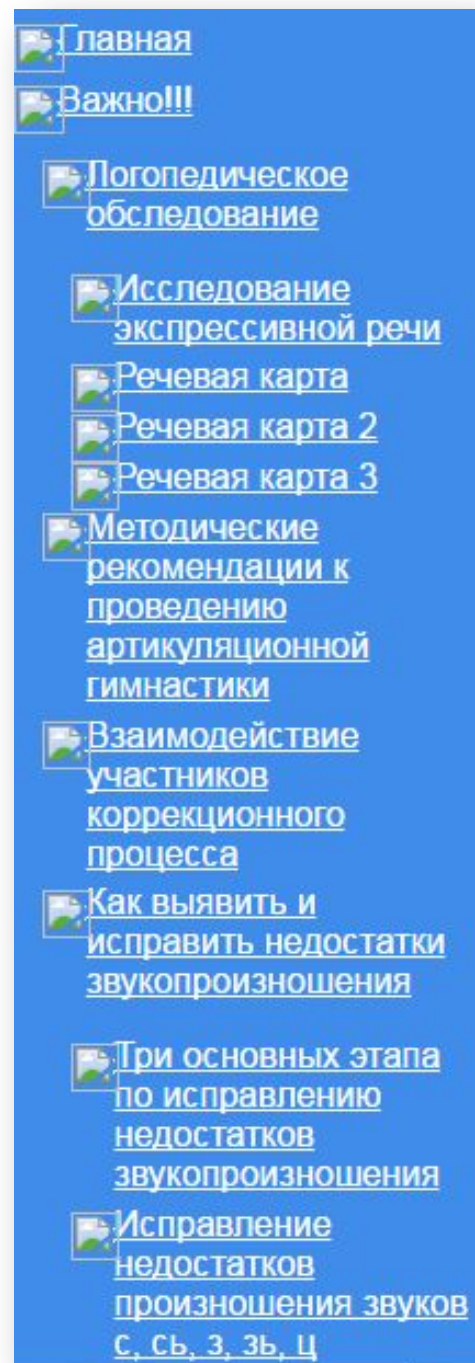 Главная
Важно!!!
Логопедическое
обследование
Исследование
экспрессивной речи
Речевая карта
Речевая карта 2
Речевая карта 3
Методические
рекомендации к
проведению
артикуляционной
гимнастики
Взаимодействие
участников
коррекционного
процесса
Как выявить и
исправить недостатки
звукопроизношения
Три основных этапа
по исправлению
недостатков
звукопроизношения
Исправление
недостатков
произношения звуков
с, сь, з, зь, ц